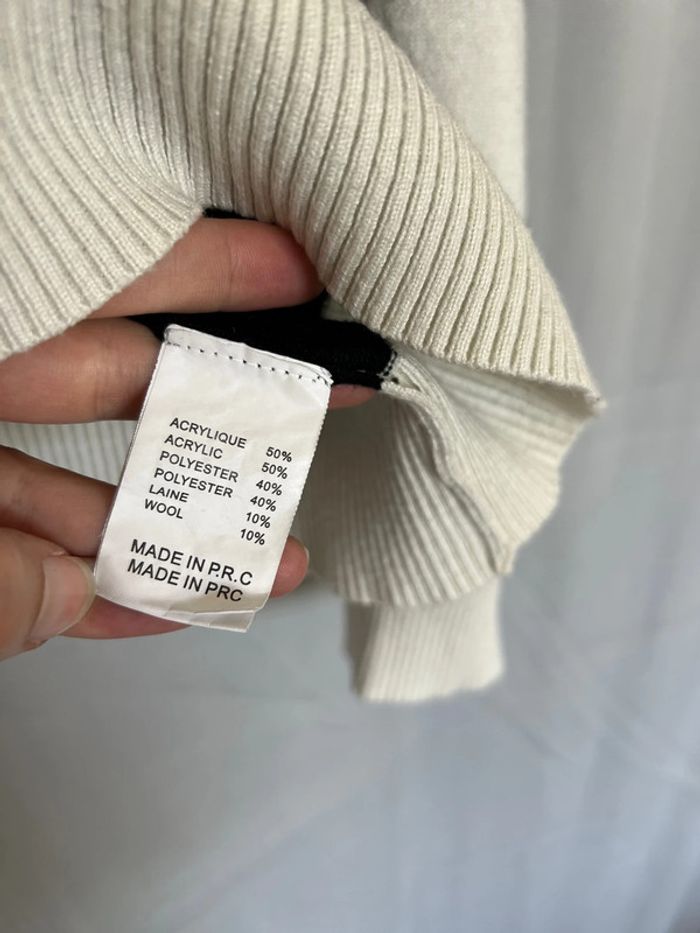 ACRYLIQUE 50%
ACRYLIC 50%
POLYESTER 40%
POLYESTER 40%
LAINE 10%
WOOL 10%
MADE IN P.R.C
MADE IN PRC